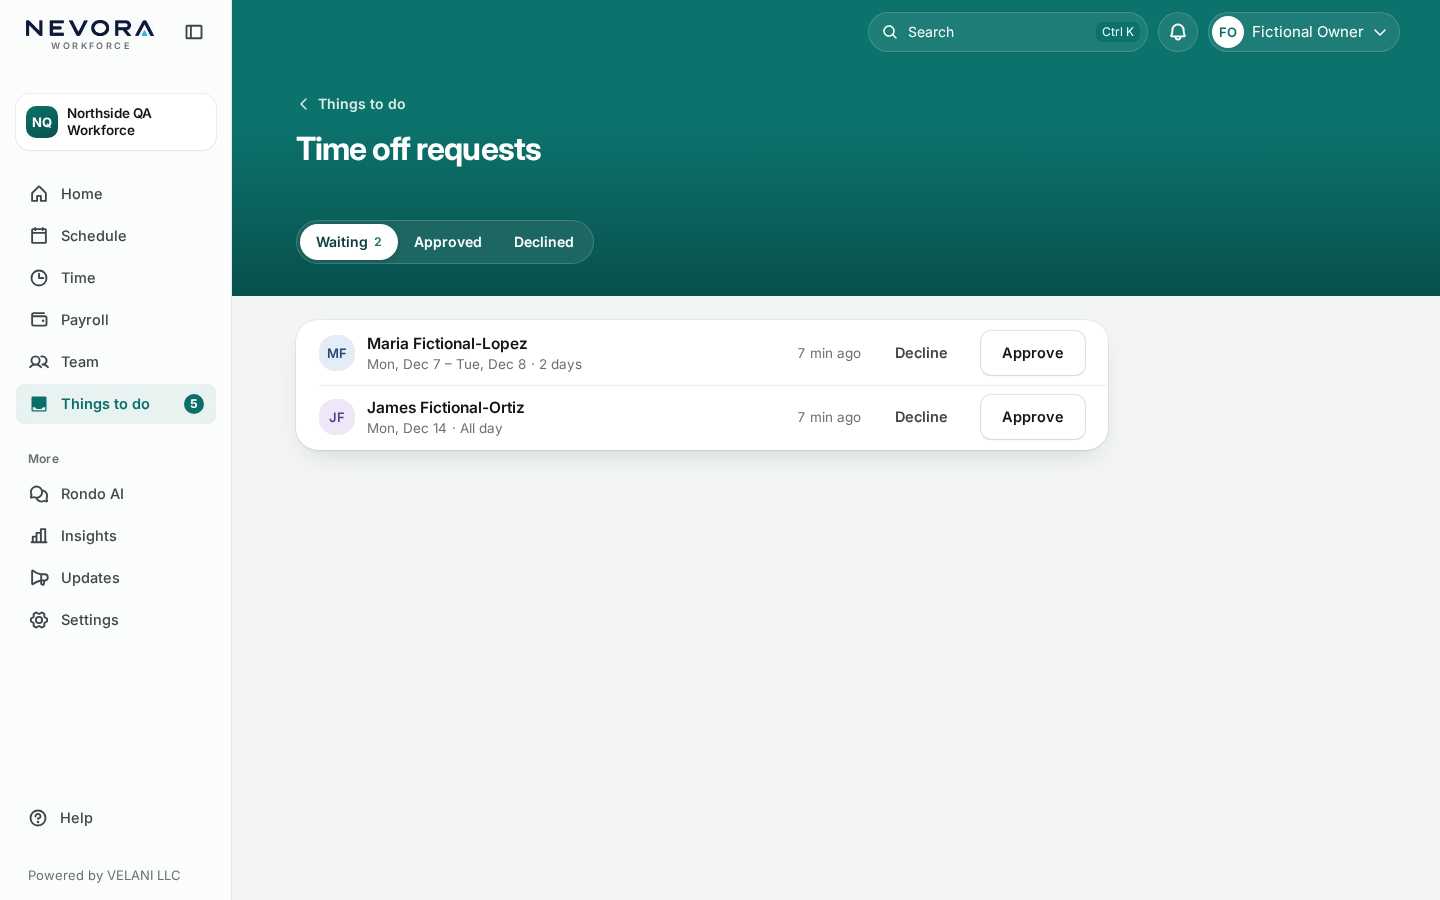 NEVORA
WORKFORCE
Search
Ctrl K
FO
Fictional Owner
NQ
Northside QA
Workforce
Home
Schedule
Time
Payroll
Team
Things to do
5
More
Rondo AI
Insights
Updates
Settings
Help
Powered by VELANI LLC
Things to do
Time off requests
Waiting 2
Approved
Declined
MF
Maria Fictional-Lopez
Mon, Dec 7 – Tue, Dec 8 · 2 days
7 min ago
Decline
Approve
JF
James Fictional-Ortiz
Mon, Dec 14 · All day
7 min ago
Decline
Approve